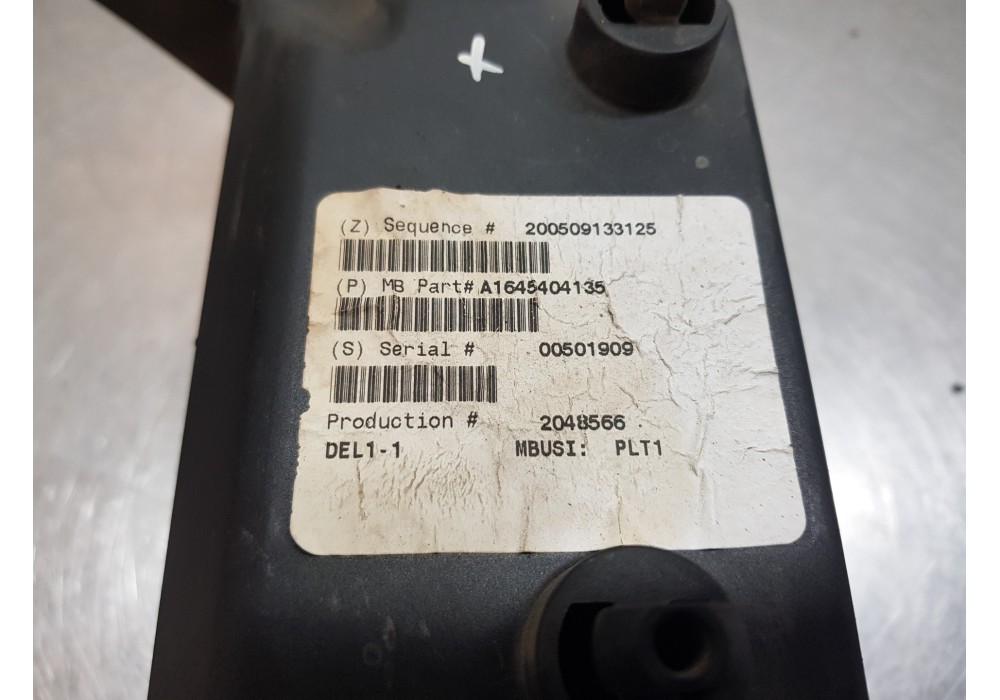 (Z) Sequence # 200509133125
(P) MB Part# A1645404135
(S) Serial # 00501909
Production # 2048566
DEL1-1 MBUSI: PLT1